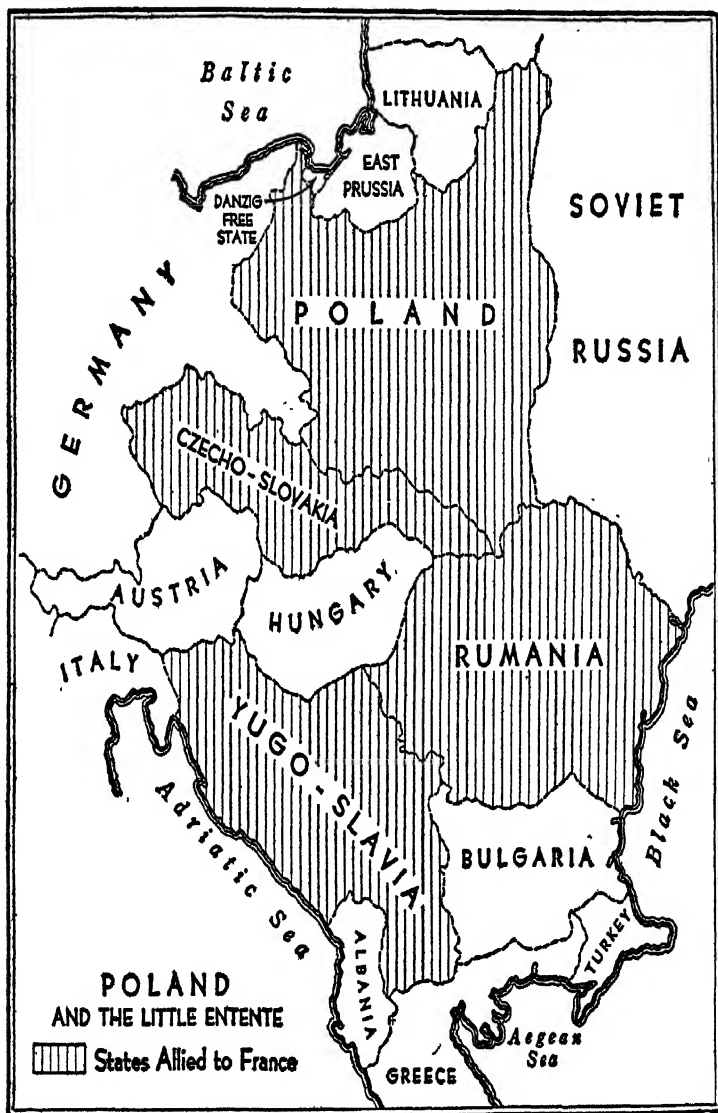 Baltic
Sea
LITHUANIA
EAST
PRUSSIA
DANZIG
FREE
STATE
SOVIET
RUSSIA
POLAND
GERMANY
CZECHO-SLOVAKIA
AUSTRIA
HUNGARY
ITALY
RUMANIA
YUGO-SLAVIA
Adriatic Sea
Black Sea
BULGARIA
ALBANIA
TURKEY
GREECE
Aegean
Sea
POLAND
AND THE LITTLE ENTENTE
States Allied to France